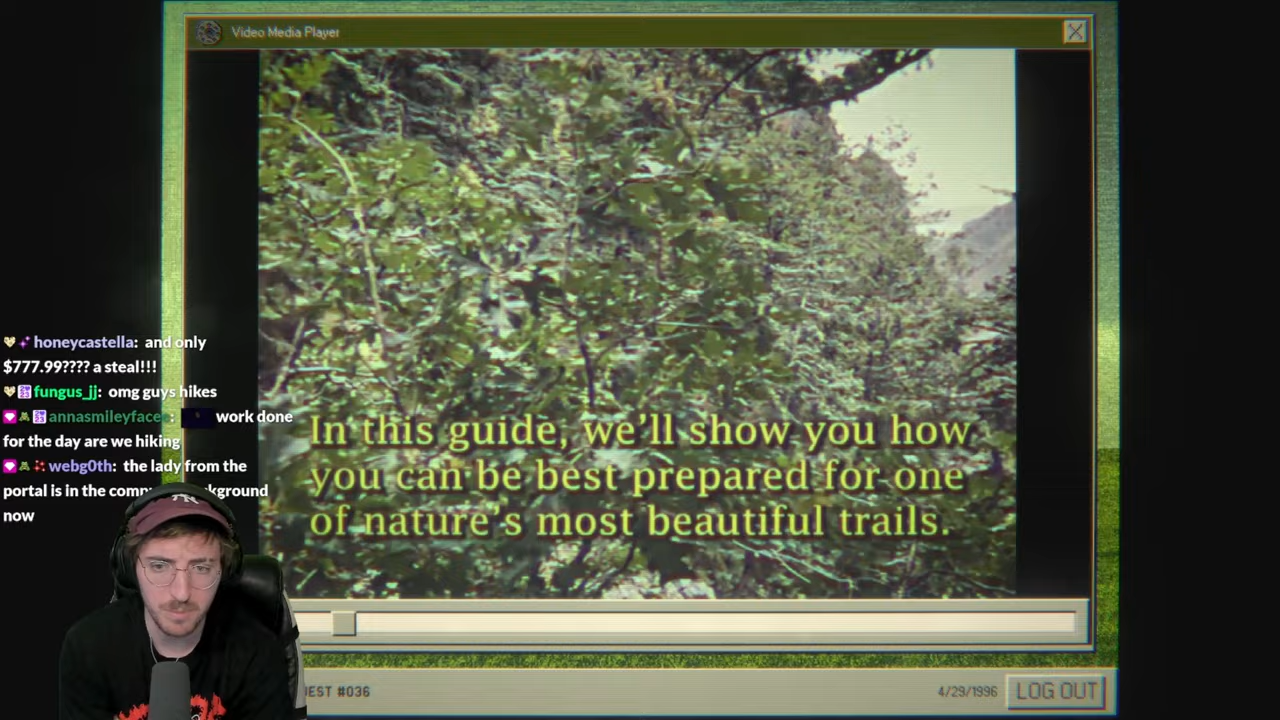 Video Media Player
honeycastella: and only
$777.99???? a steal!!!
fungus_jj: omg guys hikes
annasmileyface: work done
for the day are we hiking
webg0th: the lady from the
portal is in the
now
In this guide, we'll show you how
you can be best prepared for one
of nature's most beautiful trails.
#036
4/29/1996
LOG OUT